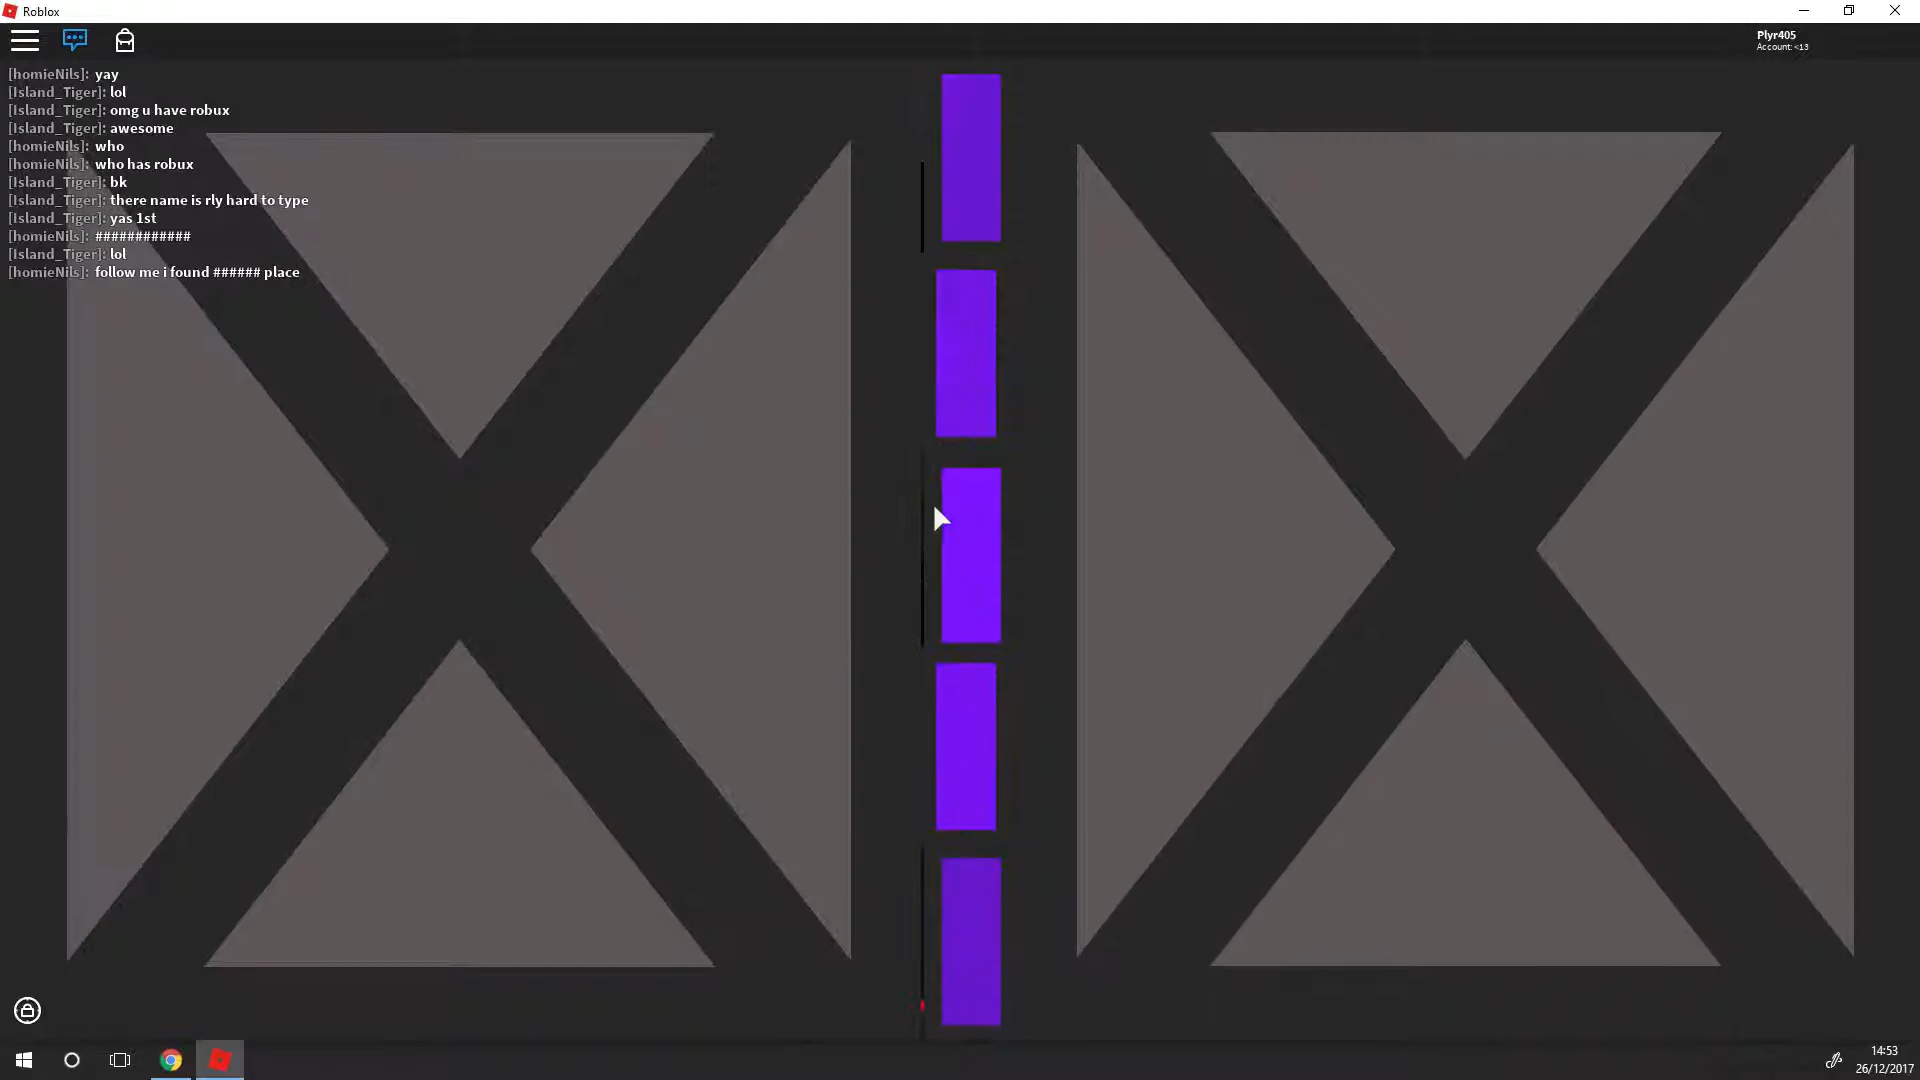 Roblox
Plyr405
Account: <13
[homieNils]: yay
[Island_Tiger]: lol
[Island_Tiger]: omg u have robux
[Island_Tiger]: awesome
[homieNils]: who
[homieNils]: who has robux
[Island_Tiger]: bk
[Island_Tiger]: there name is rly hard to type
[Island_Tiger]: yas 1st
[homieNils]: ############
[Island_Tiger]: lol
[homieNils]: follow me i found ###### place
14:53
26/12/2017